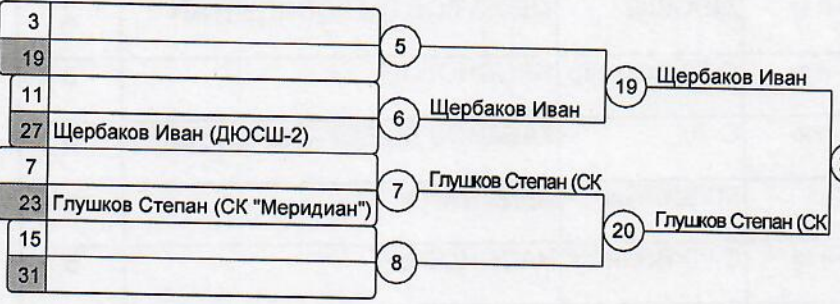 3
19
11
27 Щербаков Иван (ДЮСШ-2)
7
23 Глушков Степан (СК "Меридиан")
15
31
5
6
7
8
Щербаков Иван
Глушков Степан (СК
19
20
Щербаков Иван
Глушков Степан (СК